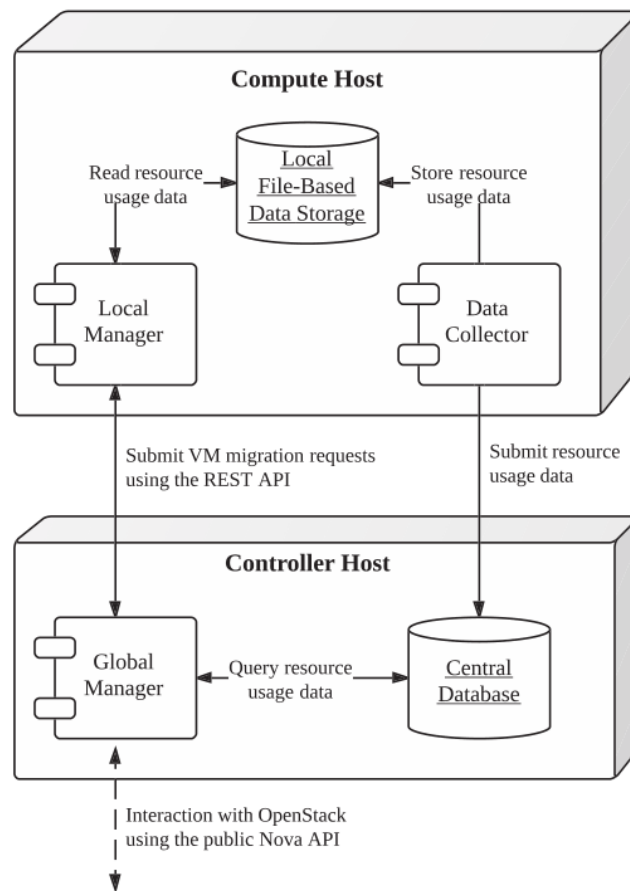 Compute Host
Local
File-Based
Data Storage
Read resource
usage data
Store resource
usage data
Local
Manager
Data
Collector
Submit VM migration requests
using the REST API
Submit resource
usage data
Controller Host
Global
Manager
Query resource
usage data
Central
Database
Interaction with OpenStack
using the public Nova API